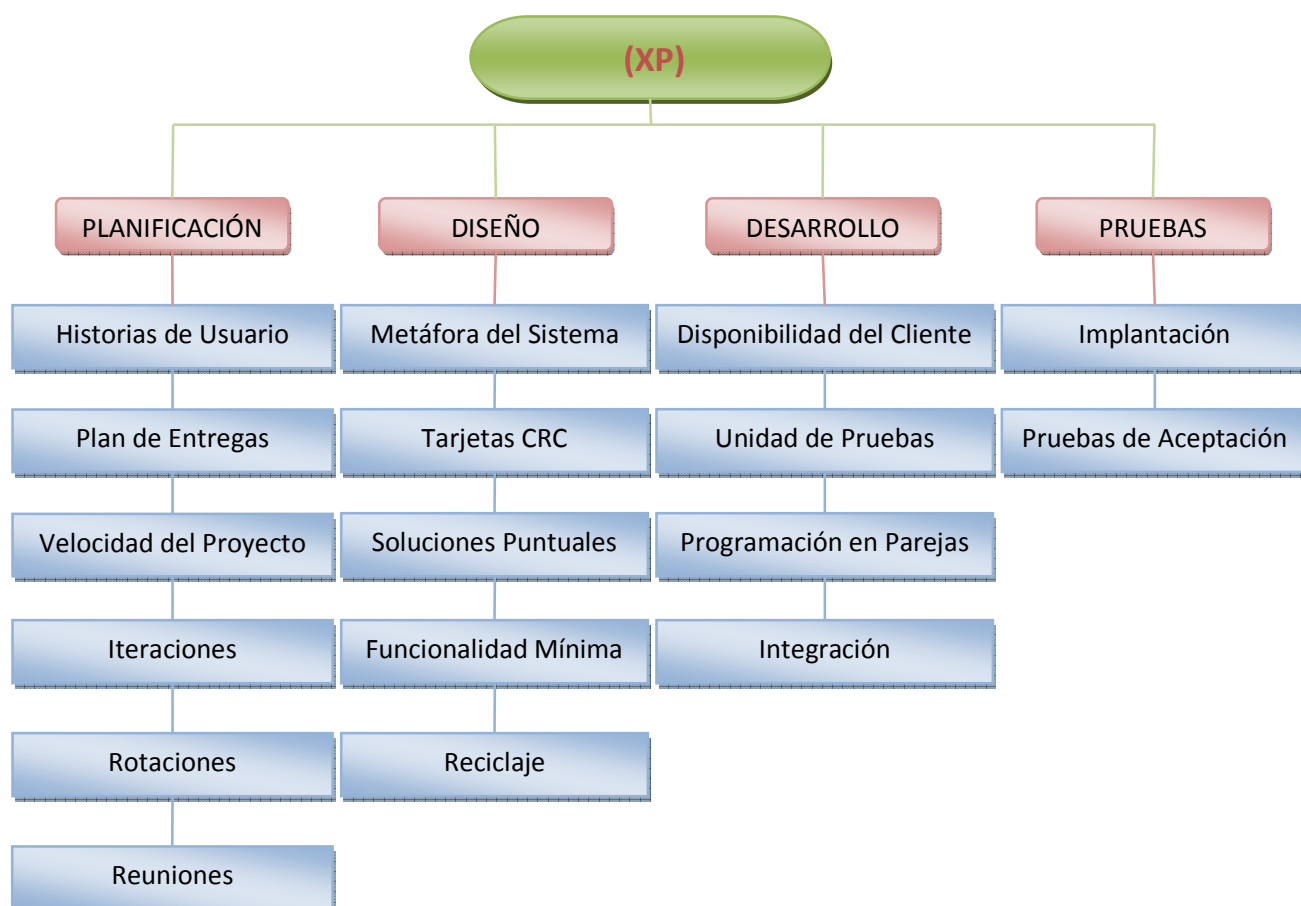 (XP)
PLANIFICACIÓN
DISEÑO
DESARROLLO
PRUEBAS
Historias de Usuario
Metáfora del Sistema
Disponibilidad del Cliente
Implantación
Plan de Entregas
Tarjetas CRC
Unidad de Pruebas
Pruebas de Aceptación
Velocidad del Proyecto
Soluciones Puntuales
Programación en Parejas
Iteraciones
Funcionalidad Mínima
Integración
Rotaciones
Reciclaje
Reuniones